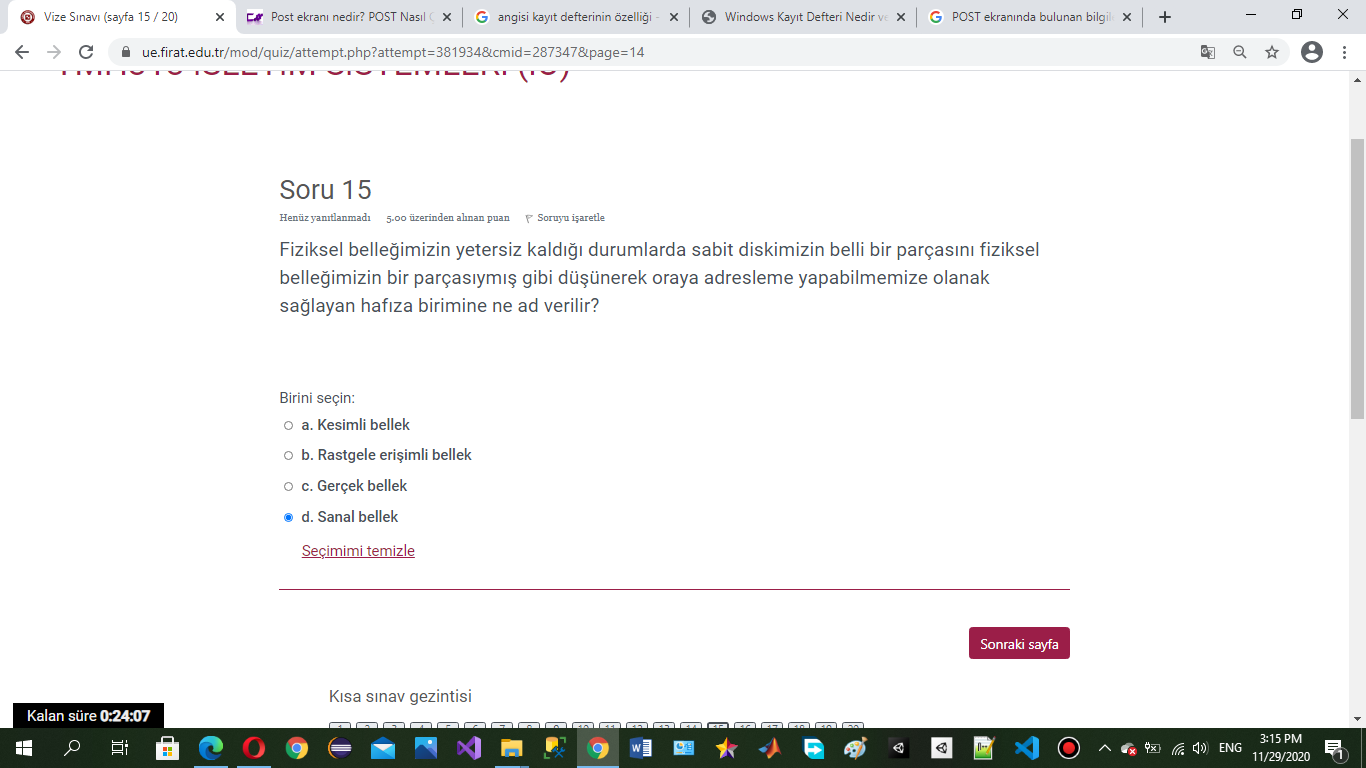 Vize Sınavı (sayfa 15 / 20)
Post ekranı nedir? POST Nasıl
angisi kayıt defterinin özelliği -
Windows Kayıt Defteri Nedir ve
POST ekranında bulunan bilgil
ue.firat.edu.tr/mod/quiz/attempt.php?attempt=381934&cmid=287347&page=14
Soru 15
Henüz yanıtlanmadı 5,00 üzerinden alınan puan Soruyu işaretle
Fiziksel belleğimizin yetersiz kaldığı durumlarda sabit diskimizin belli bir parçasını fiziksel
belleğimizin bir parçasıymış gibi düşünerek oraya adresleme yapabilmemize olanak
sağlayan hafıza birimine ne ad verilir?
Birini seçin:
a. Kesimli bellek
b. Rastgele erişimli bellek
c. Gerçek bellek
d. Sanal bellek
Seçimimi temizle
Sonraki sayfa
Kısa sınav gezintisi
Kalan süre 0:24:07
ENG
3:15 PM
11/29/2020
1